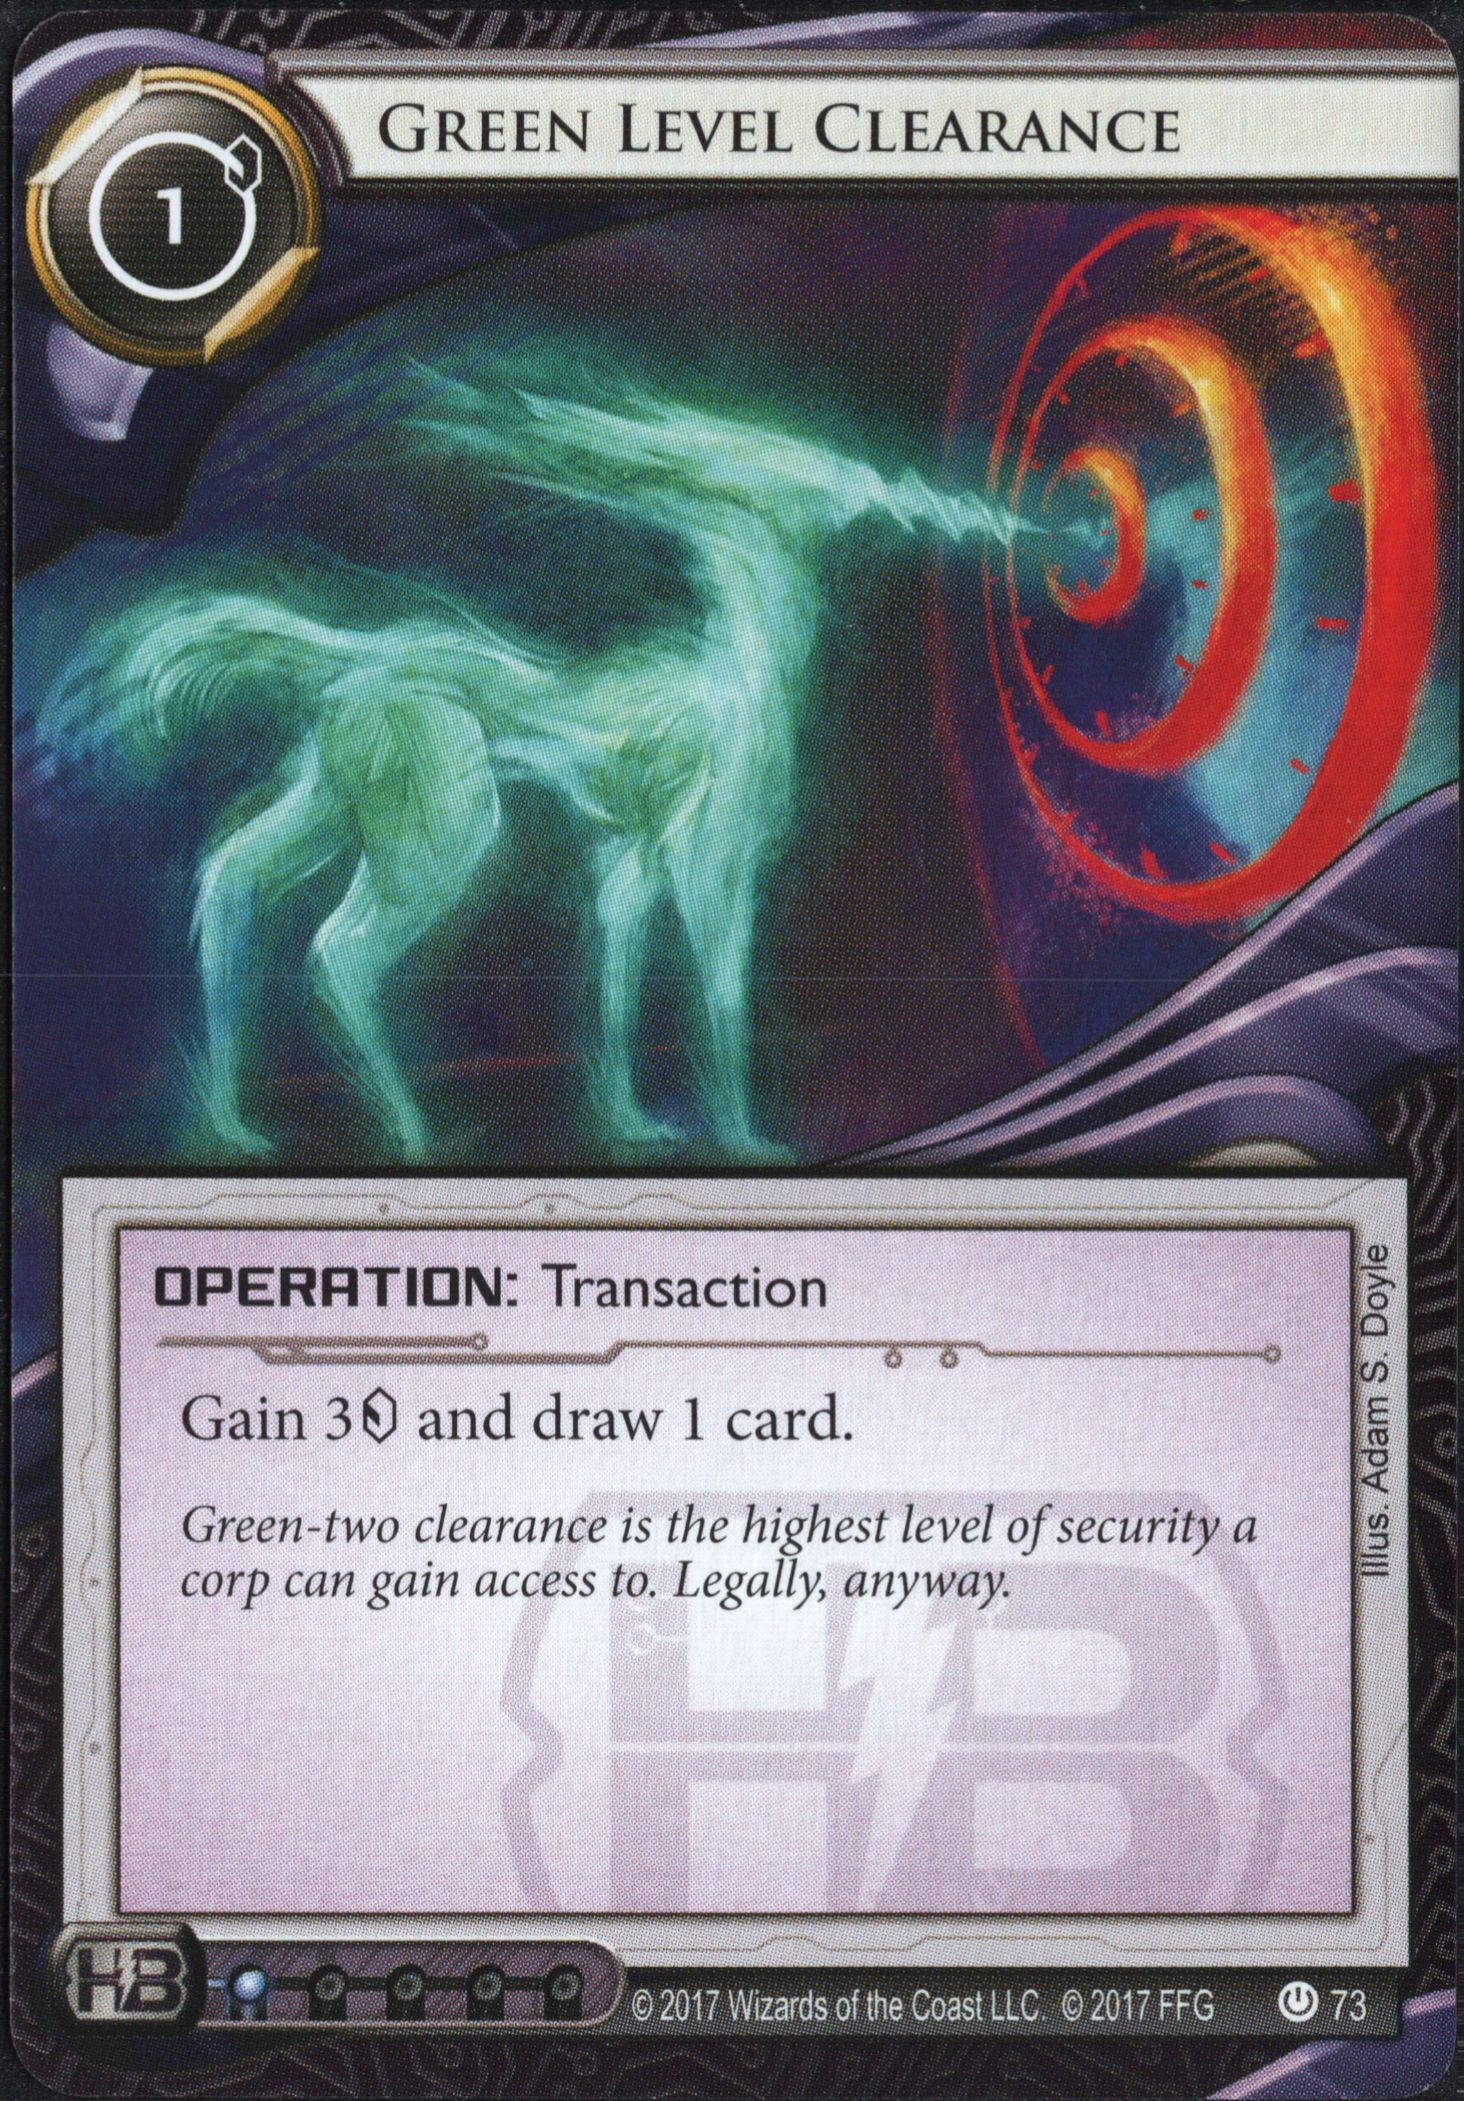 1
GREEN LEVEL CLEARANCE
OPERATION: Transaction
Gain 3 and draw 1 card.
Green-two clearance is the highest level of security a
corp can gain access to. Legally, anyway.
Illus. Adam S. Doyle
HB
HB
© 2017 Wizards of the Coast LLC. © 2017 FFG
73